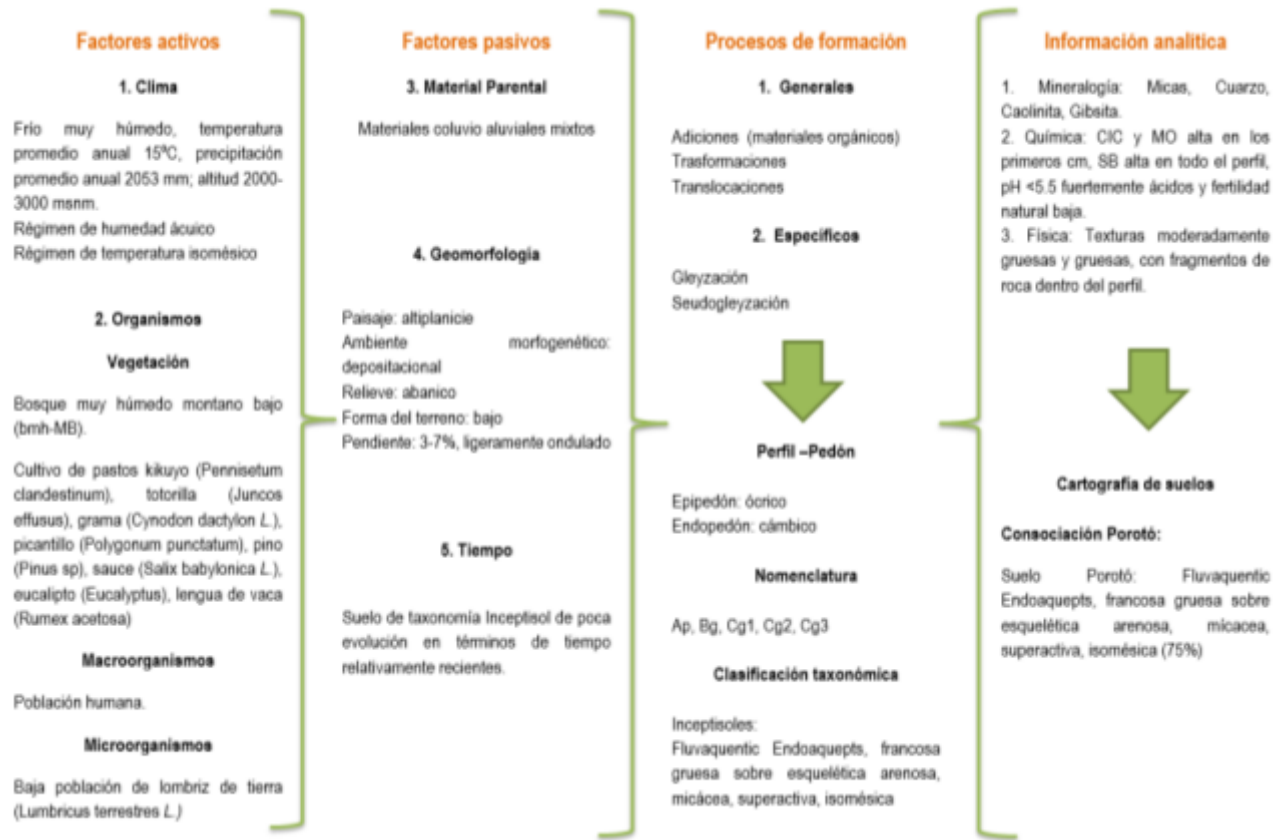 Factores activos
1. Clima
Frío muy húmedo, temperatura
promedio anual 15ºC, precipitación
promedio anual 2053 mm; altitud 2000-
3000 msnm.
Régimen de humedad ácuico
Régimen de temperatura isomésico
2. Organismos
Vegetación
Bosque muy húmedo montano bajo
(bmh-MB).
Cultivo de pastos kikuyo (Pennisetum
clandestinum), totorilla (Juncos
effusus), grama (Cynodon dactylon L.),
picantillo (Polygonum punctatum), pino
(Pinus sp), sauce (Salix babylonica L.),
eucalipto (Eucalyptus), lengua de vaca
(Rumex acetosa)
Macroorganismos
Población humana.
Microorganismos
Baja población de lombriz de tierra
(Lumbricus terrestres L.)
Factores pasivos
3. Material Parental
Materiales coluvio aluviales mixtos
4. Geomorfología
Paisaje: altiplanicie
Ambiente morfogenético:
depositacional
Relieve: abanico
Forma del terreno: bajo
Pendiente: 3-7%, ligeramente ondulado
5. Tiempo
Suelo de taxonomía Inceptisol de poca
evolución en términos de tiempo
relativamente recientes.
Procesos de formación
1. Generales
Adiciones (materiales orgánicos)
Trasformaciones
Translocaciones
2. Específicos
Gleyzación
Seudogleyzación
Perfil –Pedón
Epipedón: ócrico
Endopedón: cámbico
Nomenclatura
Ap, Bg, Cg1, Cg2, Cg3
Clasificación taxonómica
Inceptisoles:
Fluvaquentic Endoaquepts, francosa
gruesa sobre esquelética arenosa,
micácea, superactiva, isomésica
Información analítica
1. Mineralogía: Micas, Cuarzo,
Caolinita, Gibsita.
2. Química: CIC y MO alta en los
primeros cm, SB alta en todo el perfil,
pH <5.5 fuertemente ácidos y fertilidad
natural baja.
3. Física: Texturas moderadamente
gruesas y gruesas, con fragmentos de
roca dentro del perfil.
Cartografía de suelos
Consociación Porotó:
Suelo Porotó: Fluvaquentic
Endoaquepts, francosa gruesa sobre
esquelética arenosa, mícacea,
superactiva, isomésica (75%)